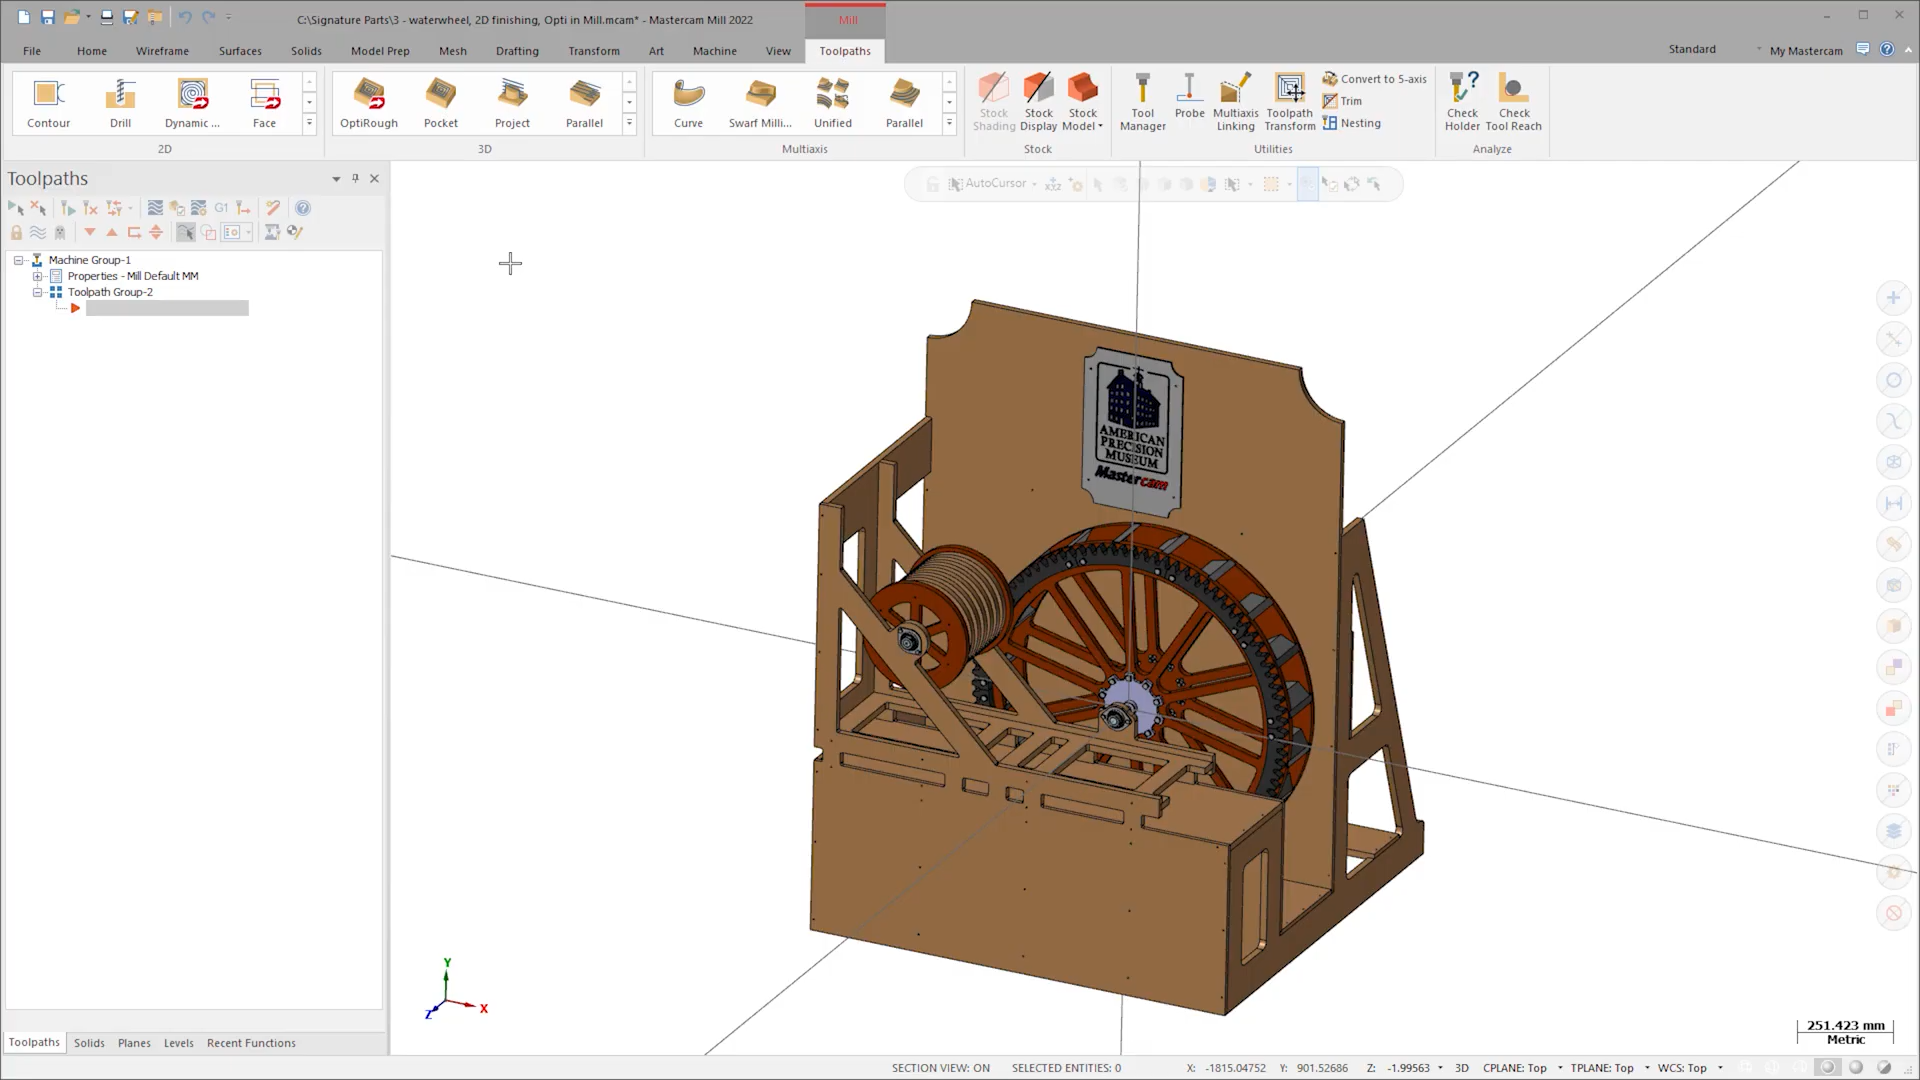 C:\Signature Parts\3 - waterwheel, 2D finishing, Opti in Mill.mcam* - Mastercam Mill 2022
Mill
File Home Wireframe Surfaces Solids Model Prep Mesh Drafting Transform Art Machine View Toolpaths
Standard My Mastercam
Contour Drill Dynamic ... Face
2D
OptiRough Pocket Project Parallel
3D
Curve Swarf Milli... Unified Parallel
Multiaxis
Stock Shading
Stock Display
Stock Model
Stock
Tool Manager
Probe
Multiaxis Linking
Toolpath Transform
Convert to 5-axis
Trim
Nesting
Utilities
Check Holder
Check Tool Reach
Analyze
Toolpaths
AutoCursor
G1
Machine Group-1
Properties - Mill Default MM
Toolpath Group-2
AMERICAN
PRECISION
MUSEUM
Mastercam
Y
X
Z
251.423 mm
Metric
Toolpaths Solids Planes Levels Recent Functions
SECTION VIEW: ON SELECTED ENTITIES: 0 X: -1815.04752 Y: 901.52686 Z: -1.99563 3D CPLANE: Top TPLANE: Top WCS: Top